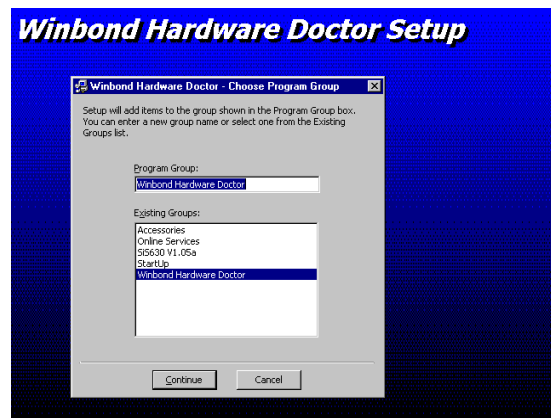 Winbond Hardware Doctor Setup
Winbond Hardware Doctor - Choose Program Group
Setup will add items to the group shown in the Program Group box.
You can enter a new group name or select one from the Existing
Groups list.
Program Group:
Winbond Hardware Doctor
Existing Groups:
Accessories
Online Services
SiS630 V1.05a
StartUp
Winbond Hardware Doctor
Continue
Cancel